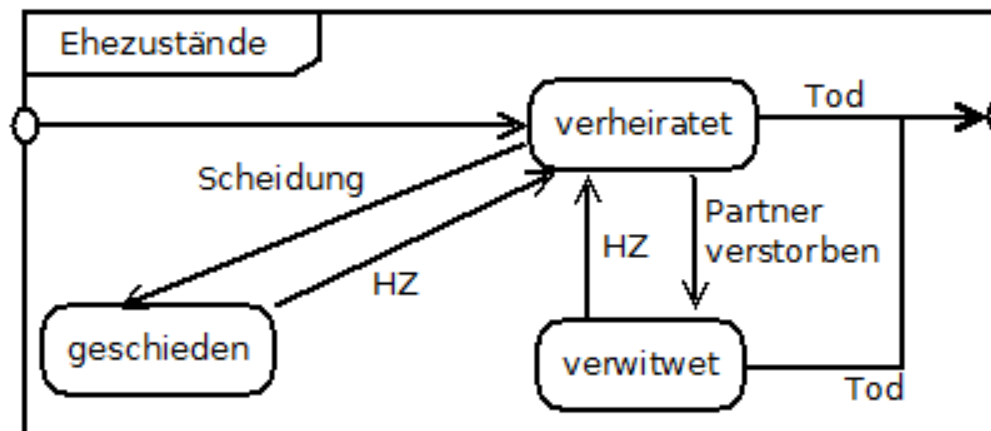 Ehezustände
Tod
verheiratet
Scheidung
Partner
verstorben
HZ
HZ
geschieden
verwitwet
Tod